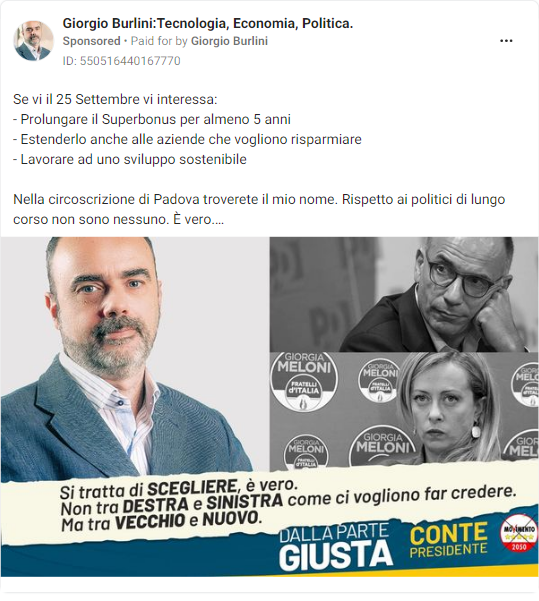 Giorgio Burlini:Tecnologia, Economia, Politica.
Sponsored • Paid for by Giorgio Burlini
ID: 550516440167770
Se vi il 25 Settembre vi interessa:
- Prolungare il Superbonus per almeno 5 anni
- Estenderlo anche alle aziende che vogliono risparmiare
- Lavorare ad uno sviluppo sostenibile
Nella circoscrizione di Padova troverete il mio nome. Rispetto ai politici di lungo
corso non sono nessuno. È vero....
GIORGIA
MELONI
FRATELLI
d'ITALIA
GIORGIA
MELONI
FRATELLI
d'ITALIA
GIORGIA
MELONI
Si tratta di SCEGLIERE, è vero.
Non tra DESTRA e SINISTRA come ci vogliono far credere.
Ma tra VECCHIO e NUOVO.
DALLA PARTE
GIUSTA
CONTE
PRESIDENTE
MOVIMENTO
2050